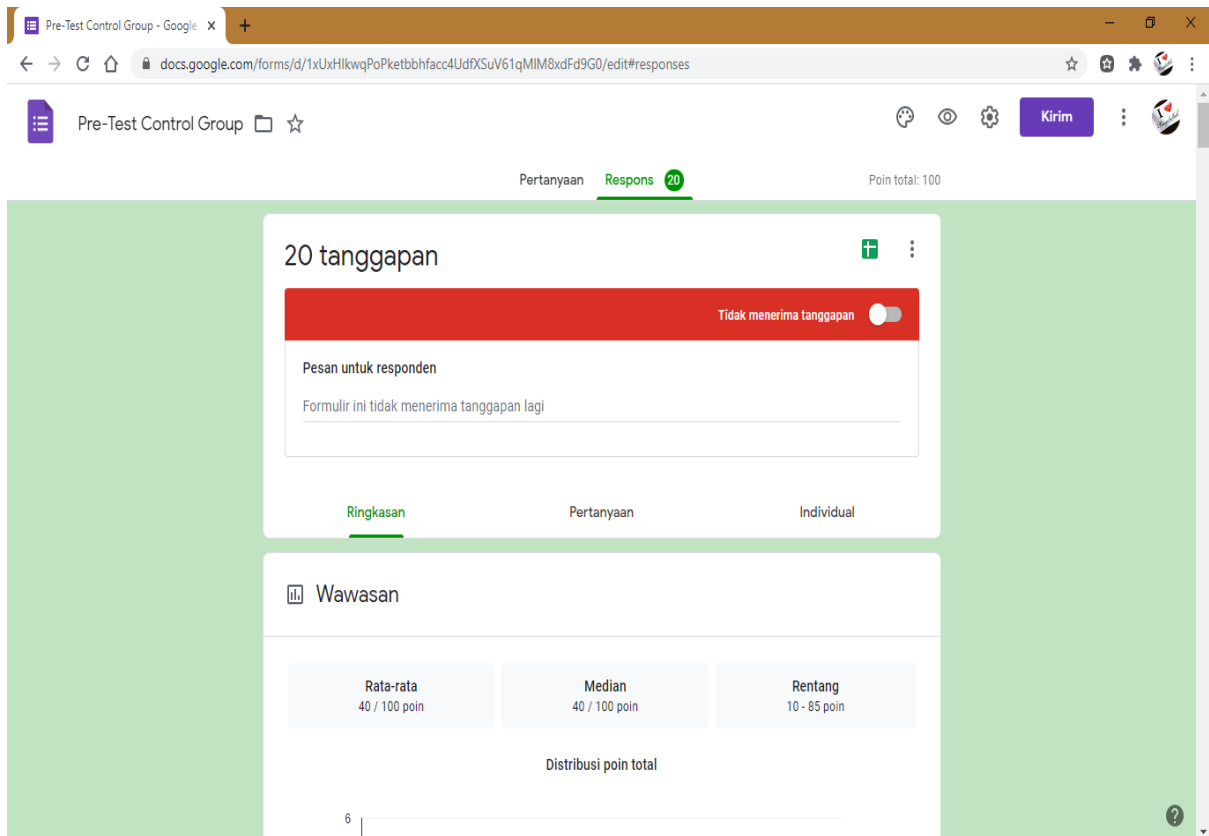 Pre-Test Control Group - Google
docs.google.com/forms/d/1xUxHIkwqPoPketbbhfacc4UdfXSuV61qMIM8xdFd9G0/edit#responses
Pre-Test Control Group
Kirim
Pertanyaan Respons 20
Poin total: 100
20 tanggapan
Tidak menerima tanggapan
Pesan untuk responden
Formulir ini tidak menerima tanggapan lagi
Ringkasan Pertanyaan Individual
Wawasan
Rata-rata Median Rentang
40 / 100 poin 40 / 100 poin 10 - 85 poin
Distribusi poin total
6